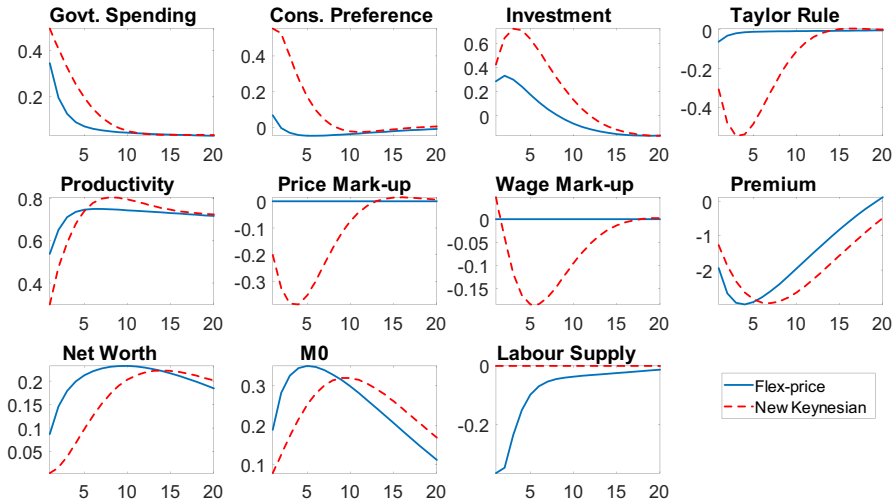 Govt. Spending
0.4
0.2
5 10 15 20
Cons. Preference
0.4
0.2
0
5 10 15 20
Investment
0.6
0.4
0.2
0
5 10 15 20
Taylor Rule
0
-0.2
-0.4
5 10 15 20
Productivity
0.8
0.6
0.4
5 10 15 20
Price Mark-up
0
-0.1
-0.2
-0.3
5 10 15 20
Wage Mark-up
0
-0.05
-0.1
-0.15
5 10 15 20
Premium
0
-1
-2
5 10 15 20
Net Worth
0.2
0.15
0.1
0.05
5 10 15 20
M0
0.3
0.2
0.1
5 10 15 20
Labour Supply
0
-0.2
5 10 15 20
Flex-price
New Keynesian